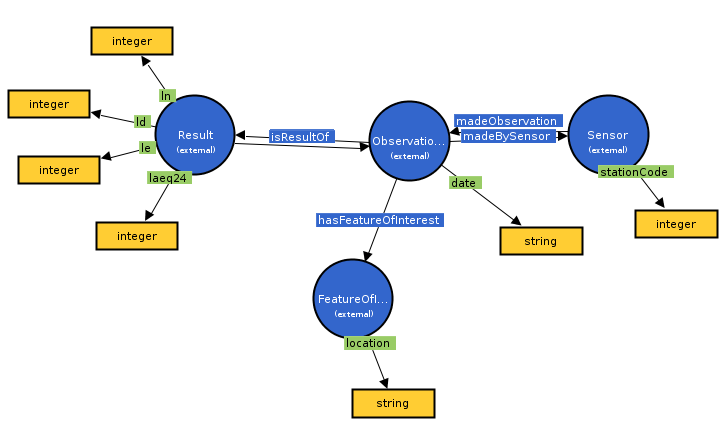 integer
ln
integer
ld
integer
le
laeq24
integer
Result
(external)
isResultOf
Observatio...
(external)
madeObservation
madeBySensor
Sensor
(external)
stationCode
integer
date
string
hasFeatureOfInterest
FeatureOfI...
(external)
location
string